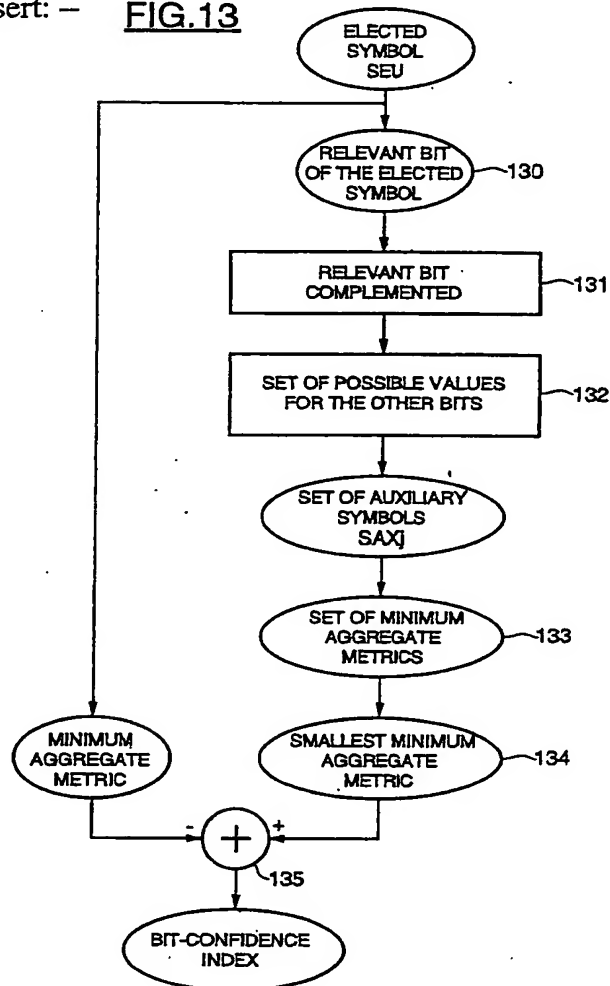 sert: –
FIG.13
ELECTED
SYMBOL
SEU
RELEVANT BIT
OF THE ELECTED
SYMBOL
130
RELEVANT BIT
COMPLEMENTED
131
SET OF POSSIBLE VALUES
FOR THE OTHER BITS
132
SET OF AUXILIARY
SYMBOLS
SAXj
SET OF MINIMUM
AGGREGATE
METRICS
133
MINIMUM
AGGREGATE
METRIC
SMALLEST MINIMUM
AGGREGATE
METRIC
134
- + +
135
BIT-CONFIDENCE
INDEX